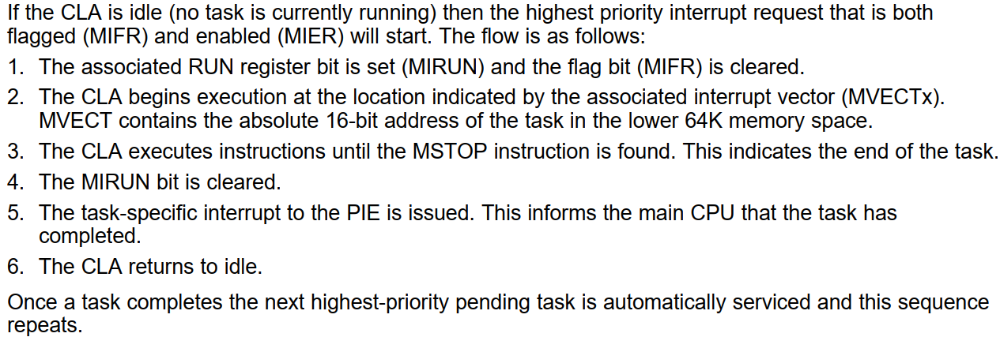 If the CLA is idle (no task is currently running) then the highest priority interrupt request that is both
flagged (MIFR) and enabled (MIER) will start. The flow is as follows:
1. The associated RUN register bit is set (MIRUN) and the flag bit (MIFR) is cleared.
2. The CLA begins execution at the location indicated by the associated interrupt vector (MVECTx).
MVECT contains the absolute 16-bit address of the task in the lower 64K memory space.
3. The CLA executes instructions until the MSTOP instruction is found. This indicates the end of the task.
4. The MIRUN bit is cleared.
5. The task-specific interrupt to the PIE is issued. This informs the main CPU that the task has
completed.
6. The CLA returns to idle.
Once a task completes the next highest-priority pending task is automatically serviced and this sequence
repeats.